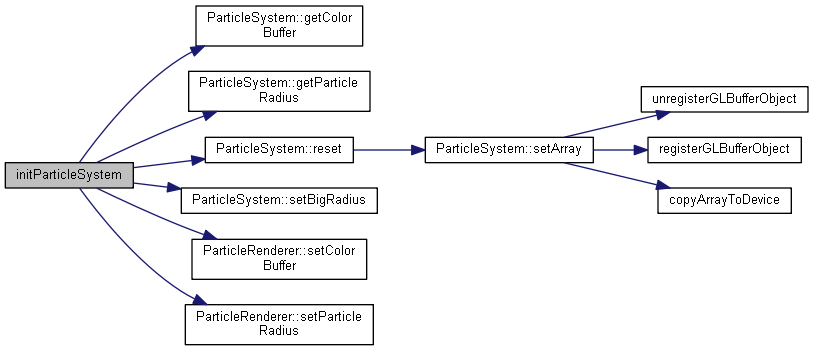 initParticleSystem
ParticleSystem::getColor
Buffer
ParticleSystem::getParticle
Radius
ParticleSystem::reset
ParticleSystem::setBigRadius
ParticleRenderer::setColor
Buffer
ParticleRenderer::setParticle
Radius
ParticleSystem::setArray
unregisterGLBufferObject
registerGLBufferObject
copyArrayToDevice